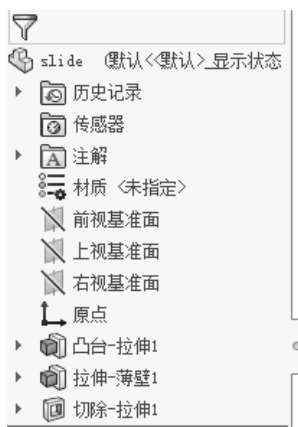 slide （默认<<默认>_显示状态
历史记录
传感器
A 注解
材质 <未指定>
前视基准面
上视基准面
右视基准面
原点
凸台-拉伸1
拉伸-薄壁1
切除-拉伸1